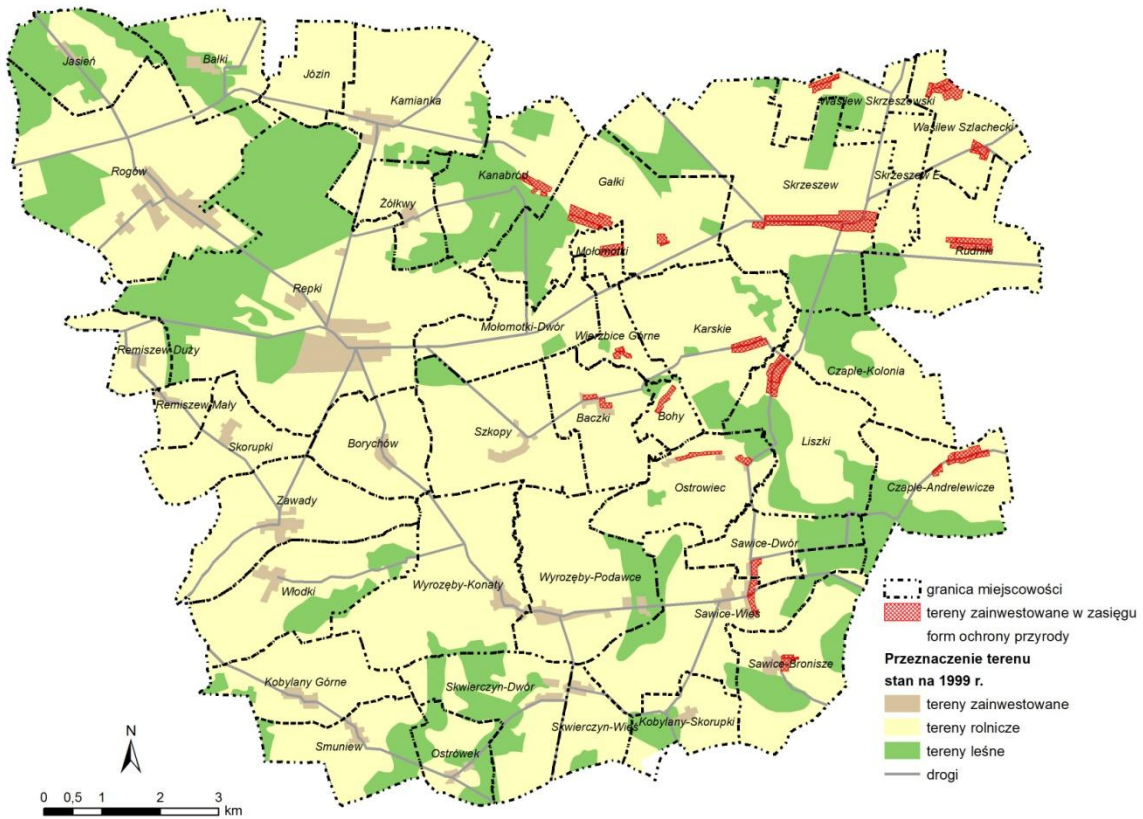 Jasień
Bałki
Józin
Kamianka
Wasilew Skrzeszewski
Wasilew Szlachecki
Rogów
Kanabród
Gałki
Skrzeszew
Skrzeszew E
Żółkwy
Mołomotki
Rudniki
Repki
Mołomotki-Dwór
Wierzbice Górne
Karskie
Remiszew Duży
Czaple-Kolonia
Remiszew Mały
Skorupki
Borychów
Szkopy
Baczki
Bohy
Liszki
Zawady
Ostrowiec
Czaple-Andrelewicze
Sawice-Dwór
Włodki
Wyrozęby-Konaty
Wyrozęby-Podawce
Sawice-Wieś
Sawice-Bronisze
Kobylany Górne
Skwierczyn-Dwór
Skwierczyn-Wieś
Kobylany-Skorupki
Smuniew
Ostrówek
granica miejscowości
tereny zainwestowane w zasięgu
form ochrony przyrody
Przeznaczenie terenu
stan na 1999 r.
tereny zainwestowane
tereny rolnicze
tereny leśne
drogi
N
0 0,5 1 2 3
km